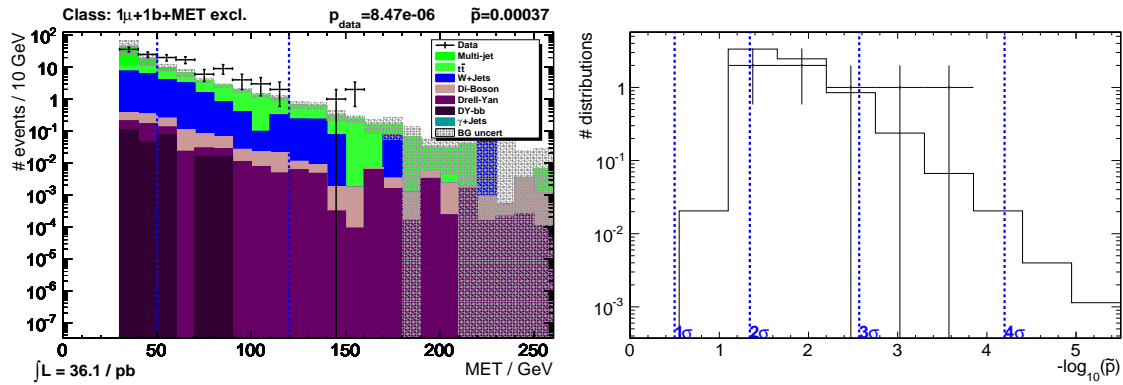 Class: 1μ+1b+MET excl. p_data=8.47e-06 p̃=0.00037
# events / 10 GeV
10²
10
1
10⁻¹
10⁻²
10⁻³
10⁻⁴
10⁻⁵
10⁻⁶
10⁻⁷
Data
Multi-jet
tt̄
W+Jets
Di-Boson
Drell-Yan
DY-bb
γ+Jets
BG uncert
0 50 100 150 200 250
∫L = 36.1 / pb
MET / GeV
# distributions
1
10⁻¹
10⁻²
10⁻³
1σ 2σ 3σ 4σ
0 1 2 3 4 5
-log₁₀(p̃)